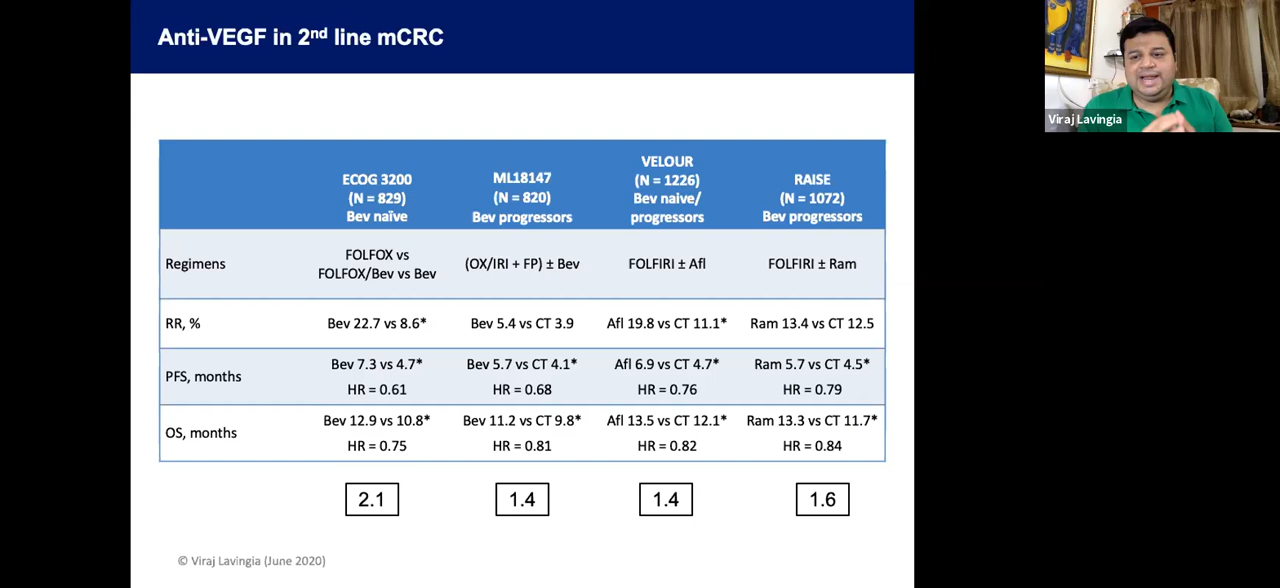 Anti-VEGF in 2nd line mCRC
Viraj Lavingia
ECOG 3200
(N = 829)
Bev naïve
ML18147
(N = 820)
Bev progressors
VELOUR
(N = 1226)
Bev naive/
progressors
RAISE
(N = 1072)
Bev progressors
Regimens
FOLFOX vs
FOLFOX/Bev vs Bev
(OX/IRI + FP) ± Bev
FOLFIRI ± Afl
FOLFIRI ± Ram
RR, %
Bev 22.7 vs 8.6*
Bev 5.4 vs CT 3.9
Afl 19.8 vs CT 11.1*
Ram 13.4 vs CT 12.5
PFS, months
Bev 7.3 vs 4.7*
HR = 0.61
Bev 5.7 vs CT 4.1*
HR = 0.68
Afl 6.9 vs CT 4.7*
HR = 0.76
Ram 5.7 vs CT 4.5*
HR = 0.79
OS, months
Bev 12.9 vs 10.8*
HR = 0.75
Bev 11.2 vs CT 9.8*
HR = 0.81
Afl 13.5 vs CT 12.1*
HR = 0.82
Ram 13.3 vs CT 11.7*
HR = 0.84
2.1
1.4
1.4
1.6
© Viraj Lavingia (June 2020)